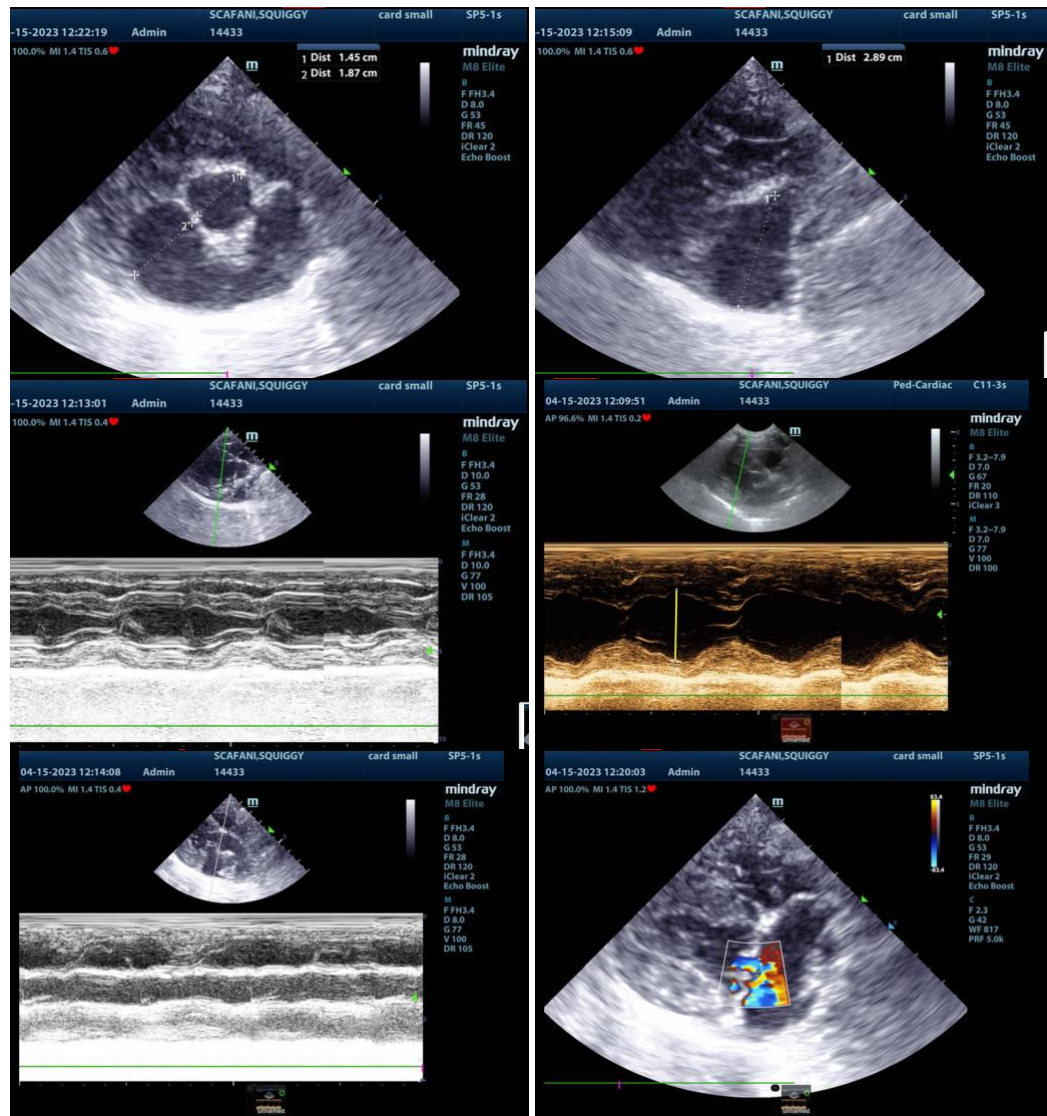 SCAFANI,SQUIGGY card small SP5-1s
-15-2023 12:22:19 Admin 14433
100.0% MI 1.4 TIS 0.6
m
1 Dist 1.45 cm
2 Dist 1.87 cm
mindray
M8 Elite
B
F FH3.4
D 8.0
G 53
FR 45
DR 120
iClear 2
Echo Boost
1
2
5
SCAFANI,SQUIGGY card small SP5-1s
-15-2023 12:15:09 Admin 14433
100.0% MI 1.4 TIS 0.6
m
1 Dist 2.89 cm
mindray
M8 Elite
B
F FH3.4
D 8.0
G 53
FR 45
DR 120
iClear 2
Echo Boost
1
5
SCAFANI,SQUIGGY card small SP5-1s
-15-2023 12:13:01 Admin 14433
100.0% MI 1.4 TIS 0.4
m
mindray
M8 Elite
B
F FH3.4
D 10.0
G 53
FR 28
DR 120
iClear 2
Echo Boost
M
F FH3.4
D 10.0
G 77
V 100
DR 105
SCAFANI,SQUIGGY Ped-Cardiac C11-3s
04-15-2023 12:09:51 Admin 14433
AP 96.6% MI 1.4 TIS 0.2
m
mindray
M8 Elite
B
F 3.2~7.9
D 7.0
G 67
FR 20
DR 110
iClear 3
M
F 3.2~7.9
D 7.0
G 77
V 100
DR 100
SCAFANI,SQUIGGY card small SP5-1s
04-15-2023 12:14:08 Admin 14433
AP 100.0% MI 1.4 TIS 0.4
m
mindray
M8 Elite
B
F FH3.4
D 8.0
G 53
FR 28
DR 120
iClear 2
Echo Boost
M
F FH3.4
D 8.0
G 77
V 100
DR 105
SCAFANI,SQUIGGY card small SP5-1s
04-15-2023 12:20:03 Admin 14433
AP 100.0% MI 1.4 TIS 1.2
m
83.4
-83.4
mindray
M8 Elite
B
F FH3.4
D 8.0
G 53
FR 29
DR 120
iClear 2
Echo Boost
C
F 2.3
G 42
WF 817
PRF 5.0k